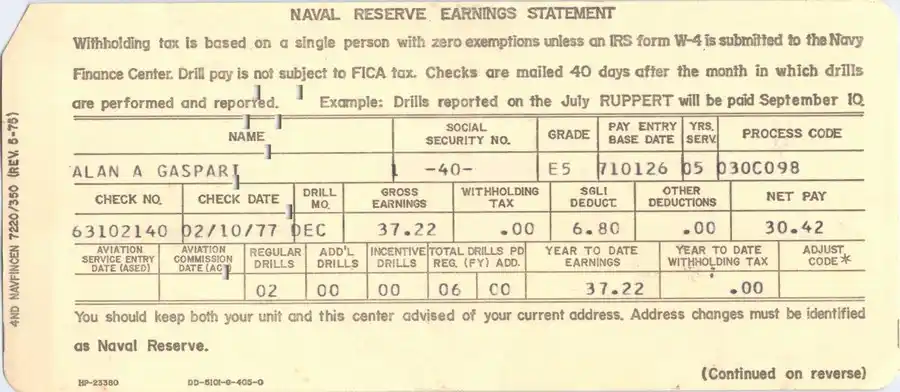 NAVAL RESERVE EARNINGS STATEMENT
Withholding tax is based on a single person with zero exemptions unless an IRS form W-4 is submitted to the Navy
Finance Center. Drill pay is not subject to FICA tax. Checks are mailed 40 days after the month in which drills
are performed and reported. Example: Drills reported on the July RUPPERT will be paid September 10.
NAME SOCIAL SECURITY NO. GRADE PAY ENTRY BASE DATE YRS. SERV. PROCESS CODE
ALAN A GASPARI -40- E5 710126 05 030C098
CHECK NO. CHECK DATE DRILL MO. GROSS EARNINGS WITHHOLDING TAX SGLI DEDUCT. OTHER DEDUCTIONS NET PAY
63102140 02/10/77 DEC 37.22 .00 6.80 .00 30.42
AVIATION SERVICE ENTRY DATE (ASED) AVIATION COMMISSION DATE (ACD) REGULAR DRILLS ADD'L DRILLS INCENTIVE DRILLS TOTAL DRILLS PD REG. (FY) ADD. YEAR TO DATE EARNINGS YEAR TO DATE WITHHOLDING TAX ADJUST CODE*
02 00 00 06 00 37.22 .00
You should keep both your unit and this center advised of your current address. Address changes must be identified
as Naval Reserve.
(Continued on reverse)
HP-23380 DD-5101-0-405-0
4ND NAVFINCEN 7220/350 (REV. 5-75)